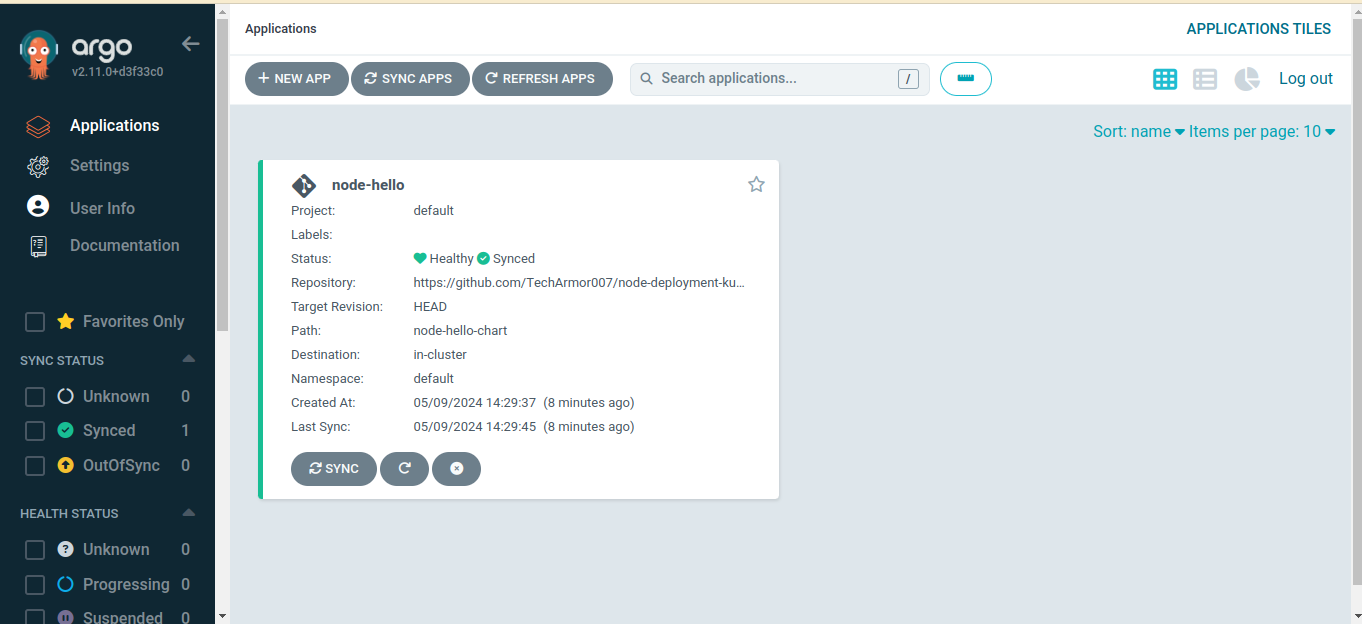 argo
v2.11.0+d3f33c0
Applications
Settings
User Info
Documentation
Favorites Only
SYNC STATUS
Unknown 0
Synced 1
OutOfSync 0
HEALTH STATUS
? Unknown 0
Progressing 0
Suspended 0
Applications
APPLICATIONS TILES
+ NEW APP
SYNC APPS
REFRESH APPS
Search applications... /
Log out
Sort: name Items per page: 10
node-hello
Project: default
Labels:
Status: Healthy Synced
Repository: https://github.com/TechArmor007/node-deployment-ku...
Target Revision: HEAD
Path: node-hello-chart
Destination: in-cluster
Namespace: default
Created At: 05/09/2024 14:29:37 (8 minutes ago)
Last Sync: 05/09/2024 14:29:45 (8 minutes ago)
SYNC